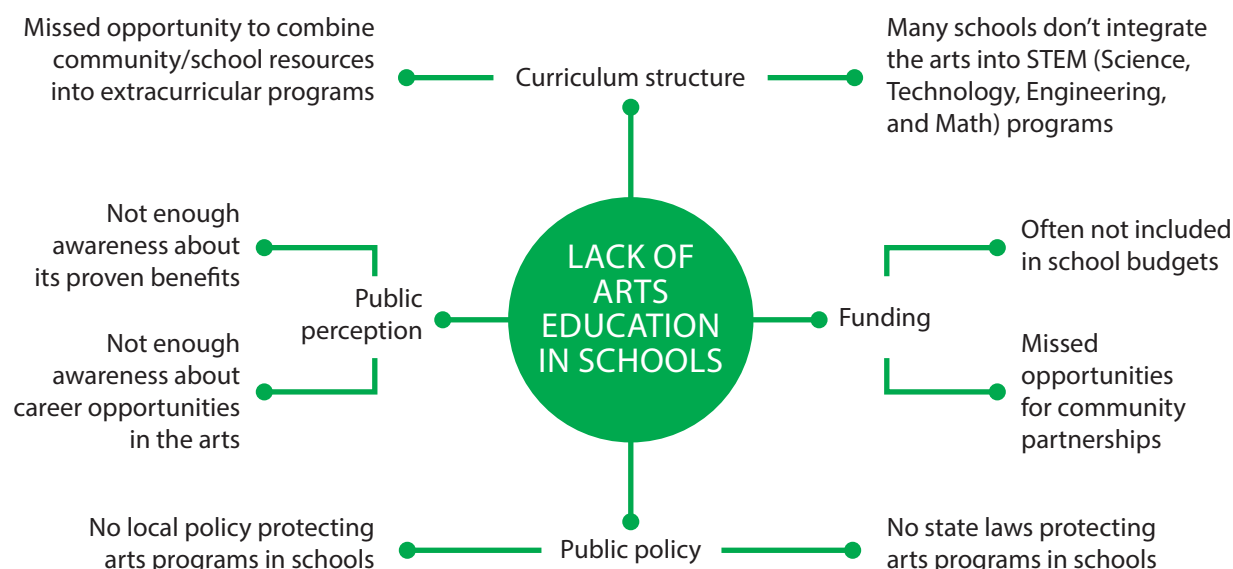 Missed opportunity to combine
community/school resources
into extracurricular programs
Curriculum structure
Many schools don’t integrate
the arts into STEM (Science,
Technology, Engineering,
and Math) programs
Not enough
awareness about
its proven benefits
Public
perception
Not enough
awareness about
career opportunities
in the arts
LACK OF
ARTS
EDUCATION
IN SCHOOLS
Often not included
in school budgets
Funding
Missed
opportunities
for community
partnerships
No local policy protecting
arts programs in schools
Public policy
No state laws protecting
arts programs in schools